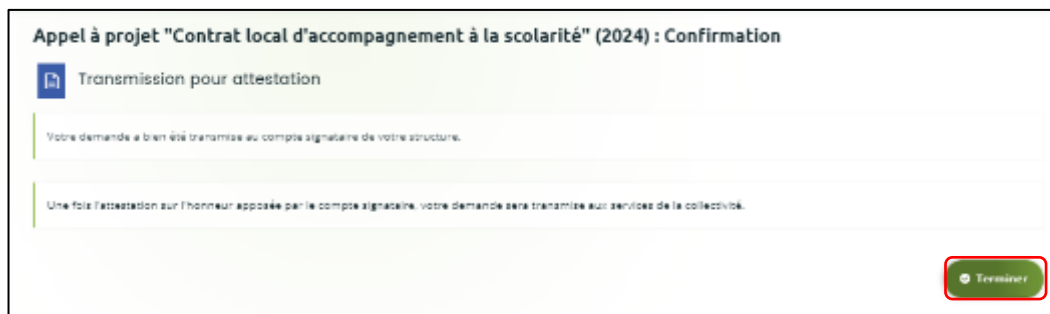 Appel à projet "Contrat local d'accompagnement à la scolarité" (2024) : Confirmation
Transmission pour attestation
Votre demande a bien été transmise au compte signataire de votre structure.
Une fois l'attestation sur l'honneur apposée par le compte signataire, votre demande sera transmise aux services de la collectivité.
Terminer